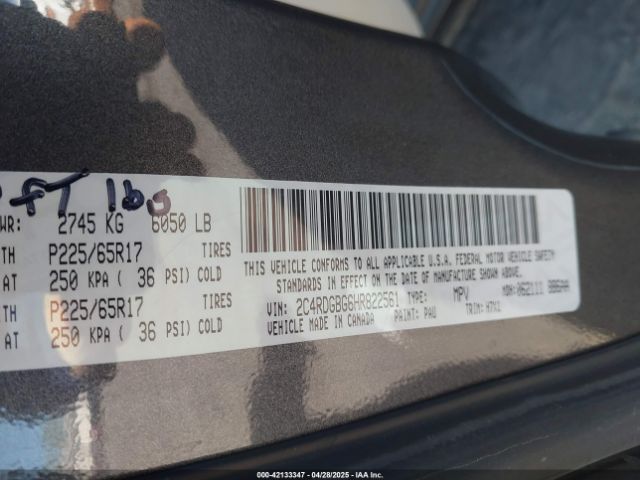 FT lbs
WR: 2745 KG 6050 LB
TH P225/65R17 TIRES
AT 250 KPA ( 36 PSI) COLD
TH P225/65R17 TIRES
AT 250 KPA ( 36 PSI) COLD
THIS VEHICLE CONFORMS TO ALL APPLICABLE U.S.A. FEDERAL MOTOR VEHICLE SAFETY
STANDARDS IN EFFECT ON THE DATE OF MANUFACTURE SHOWN ABOVE.
VIN: 2C4RDGBG6HR822561 TYPE: MPV MDH: 062111
VEHICLE MADE IN CANADA PAINT: PAU TRIM:
000-42133347 | 04/28/2025 | IAA Inc.